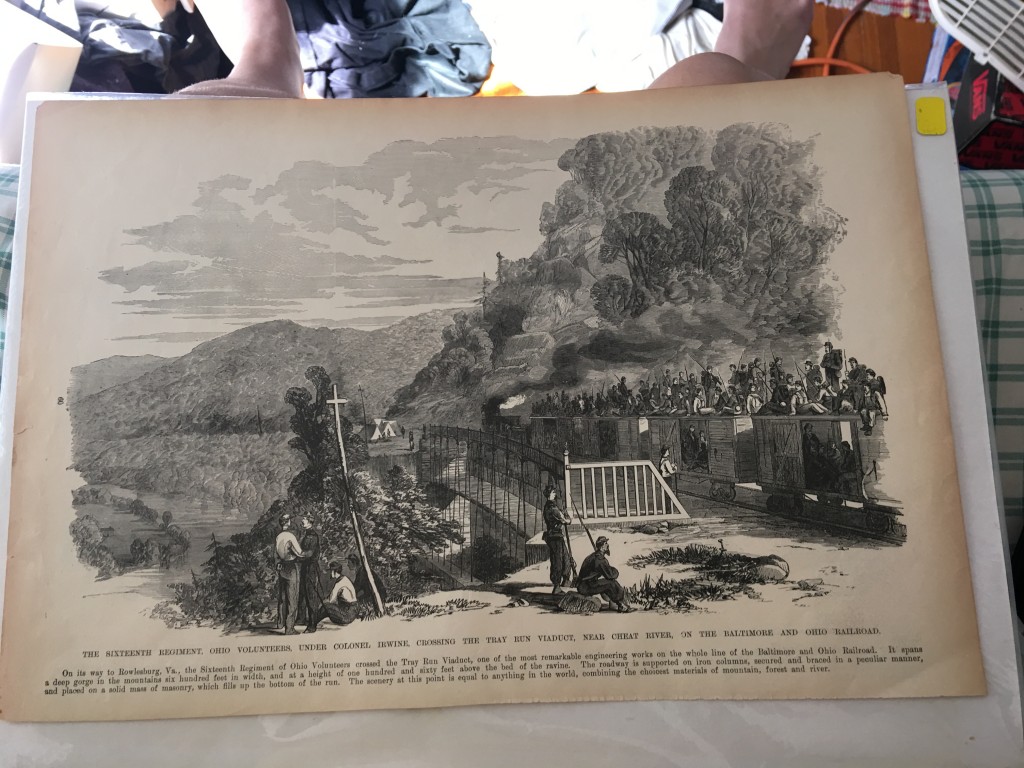 THE SIXTEENTH REGIMENT, OHIO VOLUNTEERS, UNDER COLONEL IRWINE, CROSSING THE TRAY RUN VIADUCT, NEAR CHEAT RIVER, ON THE BALTIMORE AND OHIO RAILROAD.
On its way to Rowlesburg, Va., the Sixteenth Regiment of Ohio Volunteers crossed the Tray Run Viaduct, one of the most remarkable engineering works on the whole line of the Baltimore and Ohio Railroad. It spans
a deep gorge in the mountains six hundred feet in width, and at a height of one hundred and sixty feet above the bed of the ravine. The roadway is supported on iron columns, secured and braced in a peculiar manner,
and placed on a solid mass of masonry, which fills up the bottom of the run. The scenery at this point is equal to anything in the world, combining the choicest materials of mountain, forest and river.
VANS